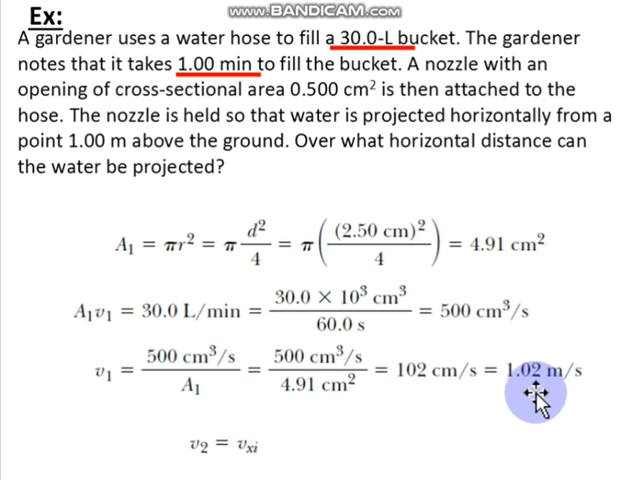 www.BANDICAM.com
Ex:
A gardener uses a water hose to fill a 30.0-L bucket. The gardener
notes that it takes 1.00 min to fill the bucket. A nozzle with an
opening of cross-sectional area 0.500 cm² is then attached to the
hose. The nozzle is held so that water is projected horizontally from a
point 1.00 m above the ground. Over what horizontal distance can
the water be projected?
A₁ = πr² = π d²/4 = π((2.50 cm)²/4) = 4.91 cm²
A₁v₁ = 30.0 L/min = 30.0 × 10³ cm³/60.0 s = 500 cm³/s
v₁ = 500 cm³/s/A₁ = 500 cm³/s/4.91 cm² = 102 cm/s = 1.02 m/s
v₂ = vₓᵢ